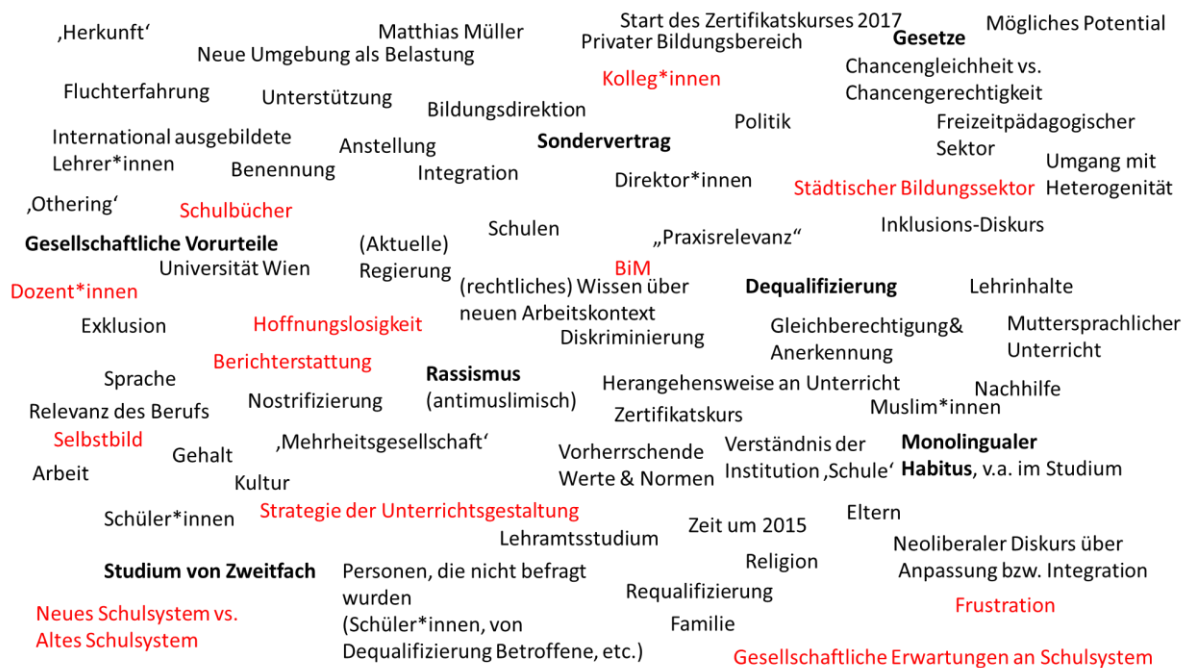 ‚Herkunft‘
Matthias Müller
Start des Zertifikatskurses 2017
Mögliches Potential
Neue Umgebung als Belastung
Privater Bildungsbereich
Gesetze
Kolleg*innen
Chancengleichheit vs.
Chancengerechtigkeit
Fluchterfahrung
Unterstützung
Bildungsdirektion
Politik
Freizeitpädagogischer
Sektor
International ausgebildete
Lehrer*innen
Anstellung
Sondervertrag
Umgang mit
Heterogenität
Benennung
Integration
Direktor*innen
Städtischer Bildungssektor
‚Othering‘
Schulbücher
Schulen
„Praxisrelevanz“
Inklusions-Diskurs
Gesellschaftliche Vorurteile
(Aktuelle)
Regierung
Universität Wien
BiM
Dozent*innen
(rechtliches) Wissen über
neuen Arbeitskontext
Dequalifizierung
Lehrinhalte
Exklusion
Hoffnungslosigkeit
Diskriminierung
Gleichberechtigung&
Anerkennung
Muttersprachlicher
Unterricht
Berichterstattung
Sprache
Rassismus
(antimuslimisch)
Herangehensweise an Unterricht
Nachhilfe
Relevanz des Berufs
Nostrifizierung
Zertifikatskurs
Muslim*innen
Selbstbild
‚Mehrheitsgesellschaft‘
Gehalt
Vorherrschende
Werte & Normen
Verständnis der
Institution ‚Schule‘
Monolingualer
Habitus, v.a. im Studium
Arbeit
Kultur
Schüler*innen
Strategie der Unterrichtsgestaltung
Zeit um 2015
Eltern
Lehramtsstudium
Neoliberaler Diskurs über
Anpassung bzw. Integration
Religion
Studium von Zweitfach
Personen, die nicht befragt
wurden
(Schüler*innen, von
Dequalifizierung Betroffene, etc.)
Requalifizierung
Frustration
Neues Schulsystem vs.
Altes Schulsystem
Familie
Gesellschaftliche Erwartungen an Schulsystem